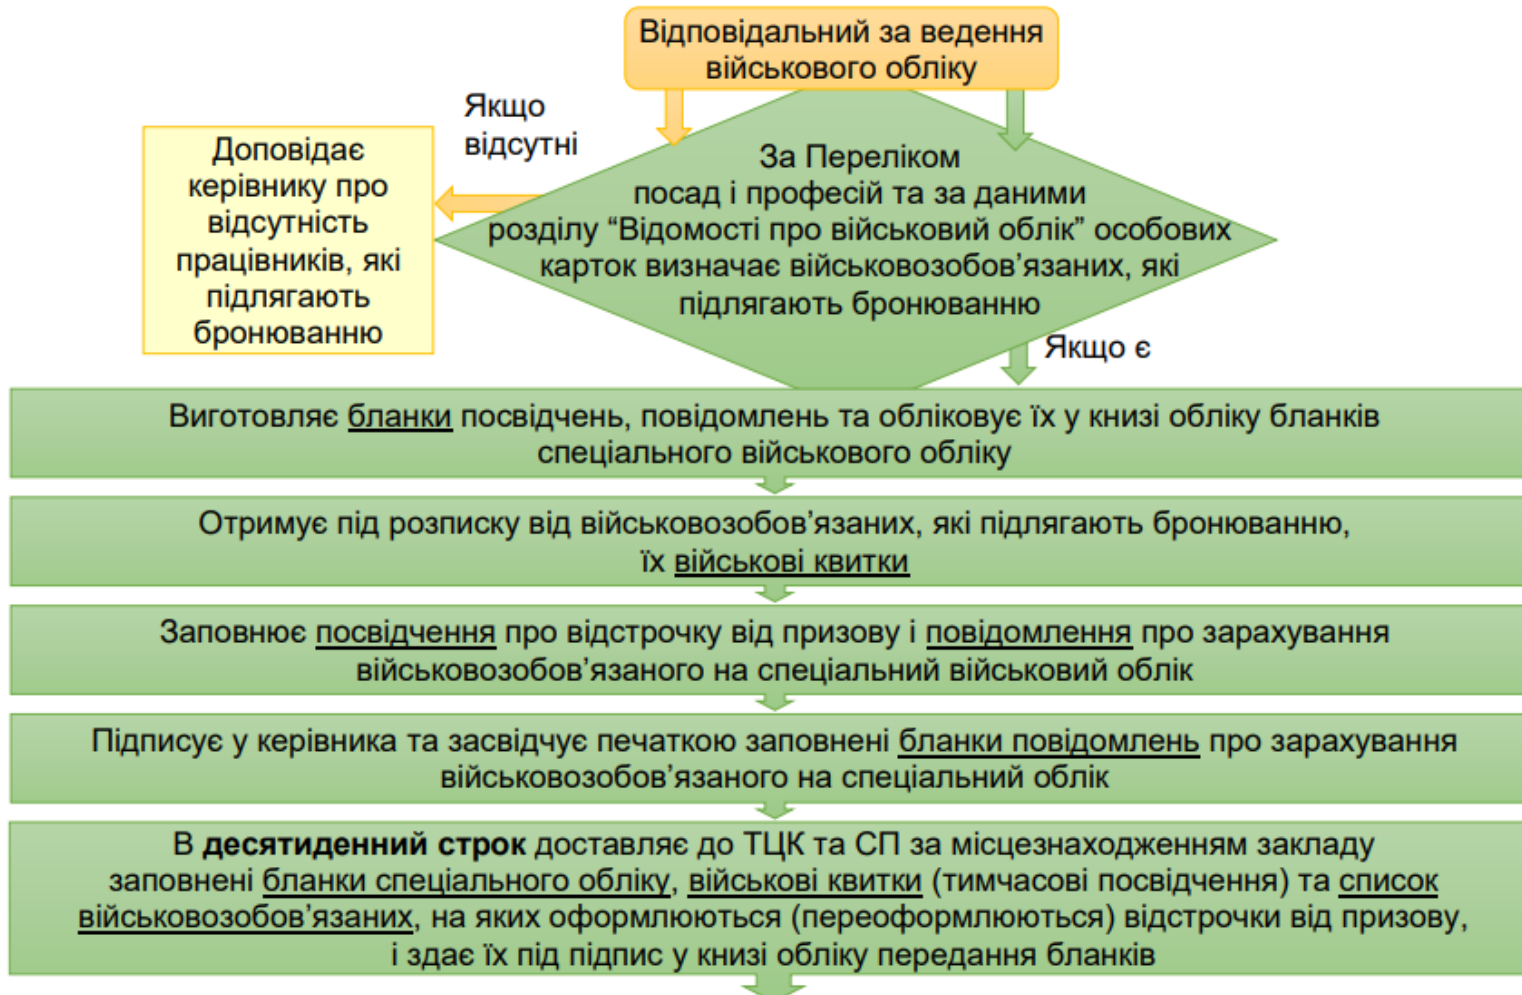 Відповідальний за ведення
військового обліку
Якщо
відсутні
Доповідає
керівнику про
відсутність
працівників, які
підлягають
бронюванню
За Переліком
посад і професій та за даними
розділу “Відомості про військовий облік” особових
карток визначає військовозобов’язаних, які
підлягають бронюванню
Якщо є
Виготовляє бланки посвідчень, повідомлень та обліковує їх у книзі обліку бланків
спеціального військового обліку
Отримує під розписку від військовозобов’язаних, які підлягають бронюванню,
їх військові квитки
Заповнює посвідчення про відстрочку від призову і повідомлення про зарахування
військовозобов’язаного на спеціальний військовий облік
Підписує у керівника та засвідчує печаткою заповнені бланки повідомлень про зарахування
військовозобов’язаного на спеціальний облік
В десятиденний строк доставляє до ТЦК та СП за місцезнаходженням закладу
заповнені бланки спеціального обліку, військові квитки (тимчасові посвідчення) та список
військовозобов’язаних, на яких оформлюються (переоформлюються) відстрочки від призову,
і здає їх під підпис у книзі обліку передання бланків